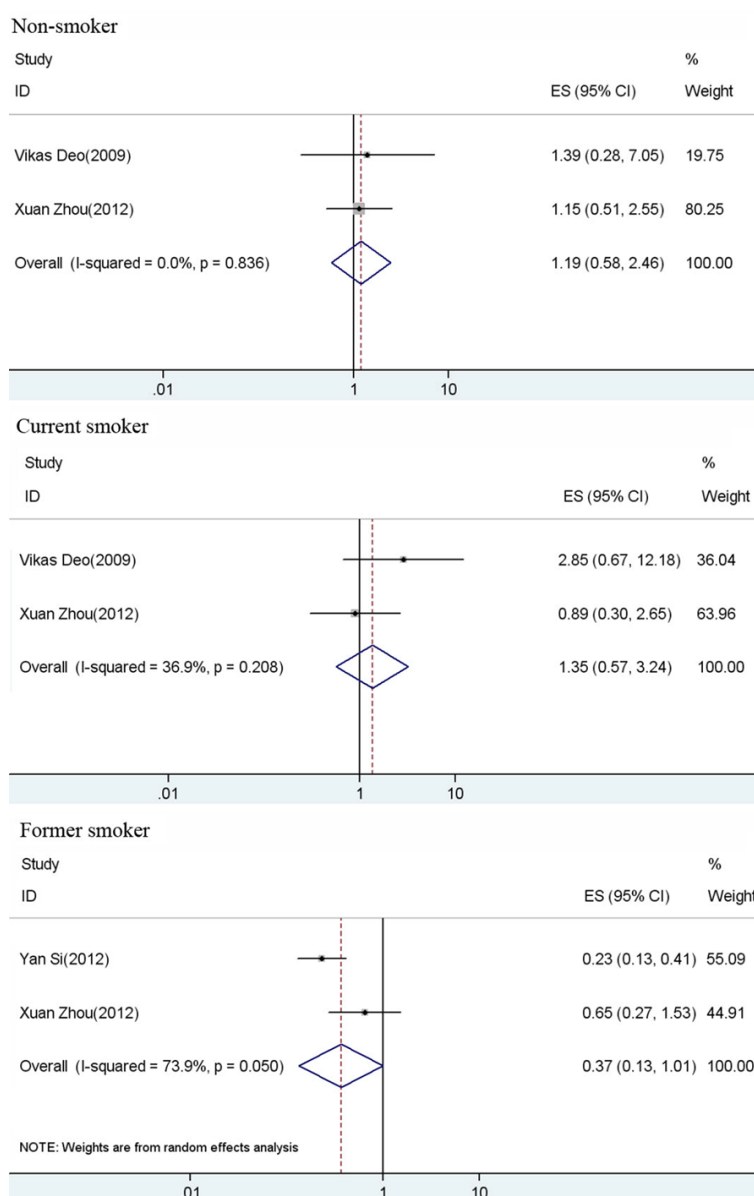 Non-smoker
Study %
ID ES (95% CI) Weight
Vikas Deo(2009) 1.39 (0.28, 7.05) 19.75
Xuan Zhou(2012) 1.15 (0.51, 2.55) 80.25
Overall (I-squared = 0.0%, p = 0.836) 1.19 (0.58, 2.46) 100.00
.01 1 10
Current smoker
Study %
ID ES (95% CI) Weight
Vikas Deo(2009) 2.85 (0.67, 12.18) 36.04
Xuan Zhou(2012) 0.89 (0.30, 2.65) 63.96
Overall (I-squared = 36.9%, p = 0.208) 1.35 (0.57, 3.24) 100.00
.01 1 10
Former smoker
Study %
ID ES (95% CI) Weight
Yan Si(2012) 0.23 (0.13, 0.41) 55.09
Xuan Zhou(2012) 0.65 (0.27, 1.53) 44.91
Overall (I-squared = 73.9%, p = 0.050) 0.37 (0.13, 1.01) 100.00
NOTE: Weights are from random effects analysis
.01 1 10